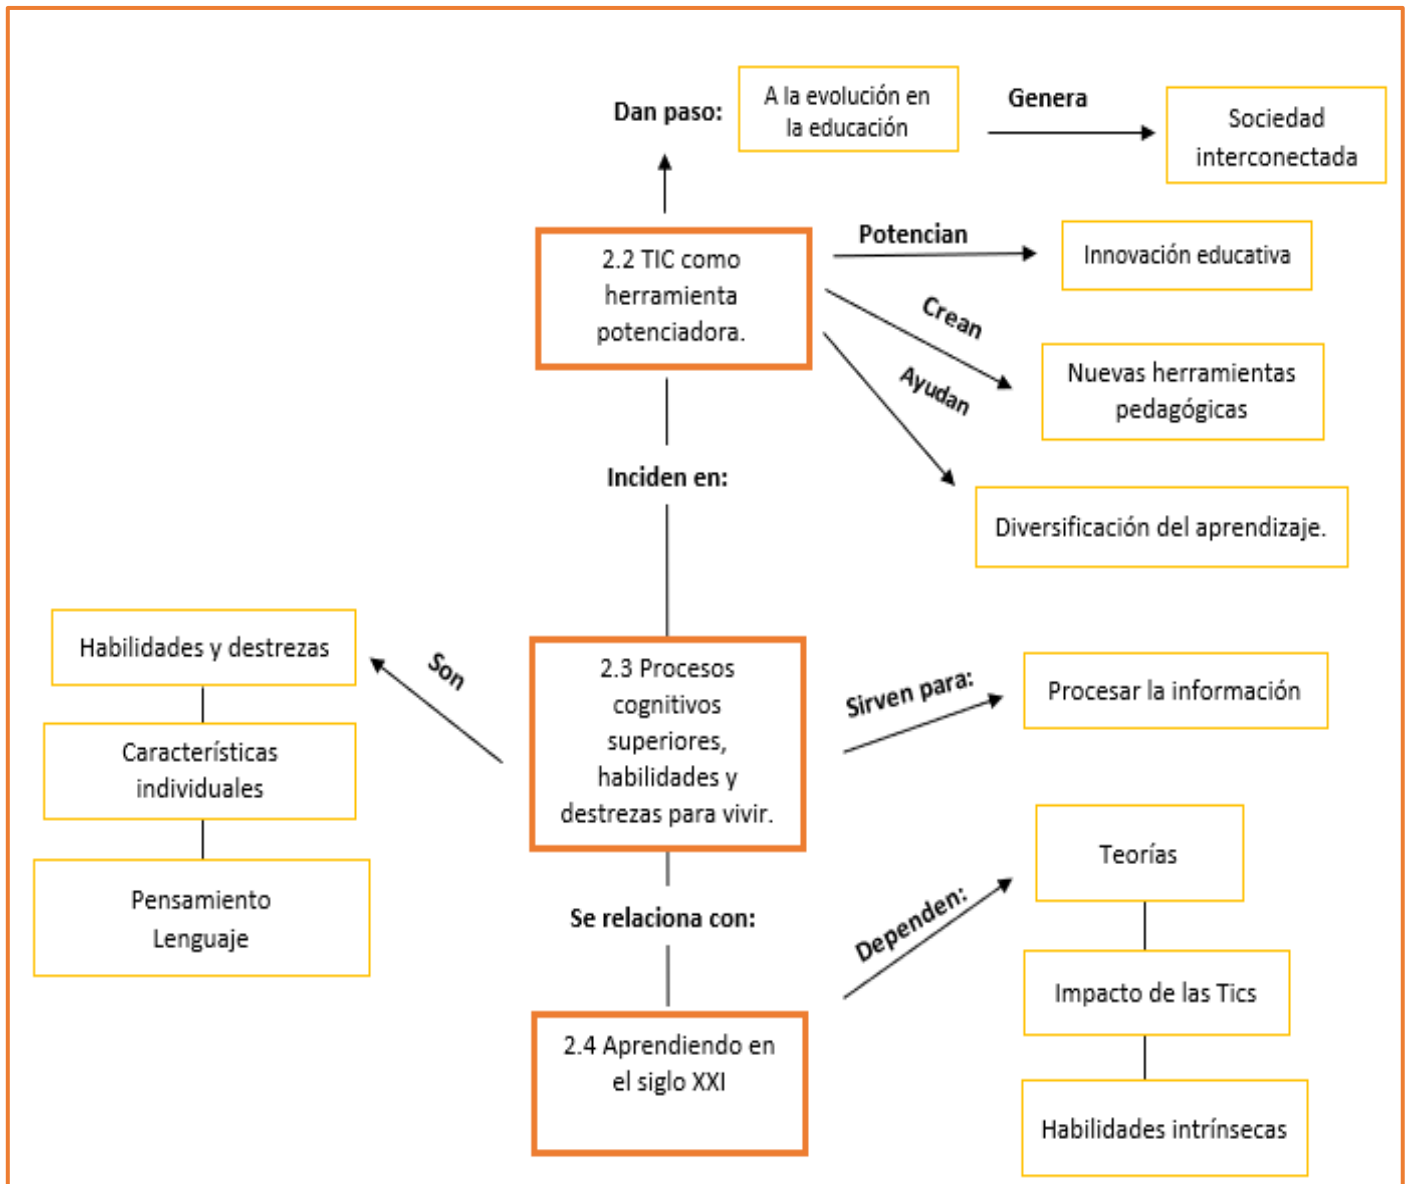 Dan paso:
A la evolución en
la educación
Genera
Sociedad
interconectada
2.2 TIC como
herramienta
potenciadora.
Potencian
Innovación educativa
Crean
Nuevas herramientas
pedagógicas
Ayudan
Diversificación del aprendizaje.
Inciden en:
Habilidades y destrezas
Son
Características
individuales
Pensamiento
Lenguaje
2.3 Procesos
cognitivos
superiores,
habilidades y
destrezas para vivir.
Sirven para:
Procesar la información
Se relaciona con:
2.4 Aprendiendo en
el siglo XXI
Dependen:
Teorías
Impacto de las Tics
Habilidades intrínsecas